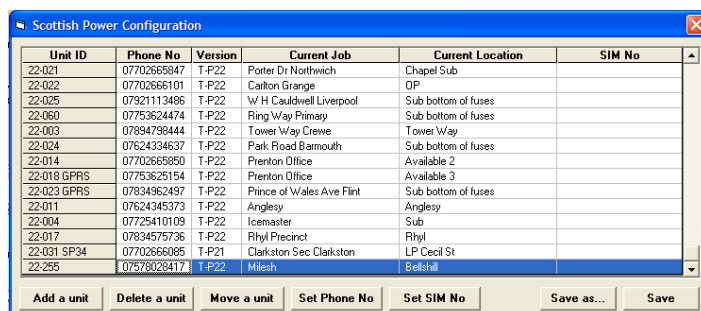 Scottish Power Configuration
Unit ID Phone No Version Current Job Current Location SIM No
22-021 07702665847 T-P22 Porter Dr Northwich Chapel Sub
22-022 07702666101 T-P22 Carlton Grange OP
22-025 07921113486 T-P22 W H Cauldwell Liverpool Sub bottom of fuses
22-060 07753624474 T-P22 Ring Way Primary Sub bottom of fuses
22-003 07894798444 T-P22 Tower Way Crewe Tower Way
22-024 07624334637 T-P22 Park Road Barmouth Sub bottom of fuses
22-014 07702665850 T-P22 Prenton Office Available 2
22-018 GPRS 07753625154 T-P22 Prenton Office Available 3
22-023 GPRS 07834962497 T-P22 Prince of Wales Ave Flint Sub bottom of fuses
22-011 07624345373 T-P22 Anglesy Anglesy
22-004 07725410109 T-P22 Icemaster Sub
22-017 07834575736 T-P22 Rhyl Precinct Rhyl
22-031 SP34 07702666085 T-P21 Clarkston Sec Clarkston LP Cecil St
22-255 07578028417 T-P22 Milesh Bellshill
Add a unit Delete a unit Move a unit Set Phone No Set SIM No Save as... Save